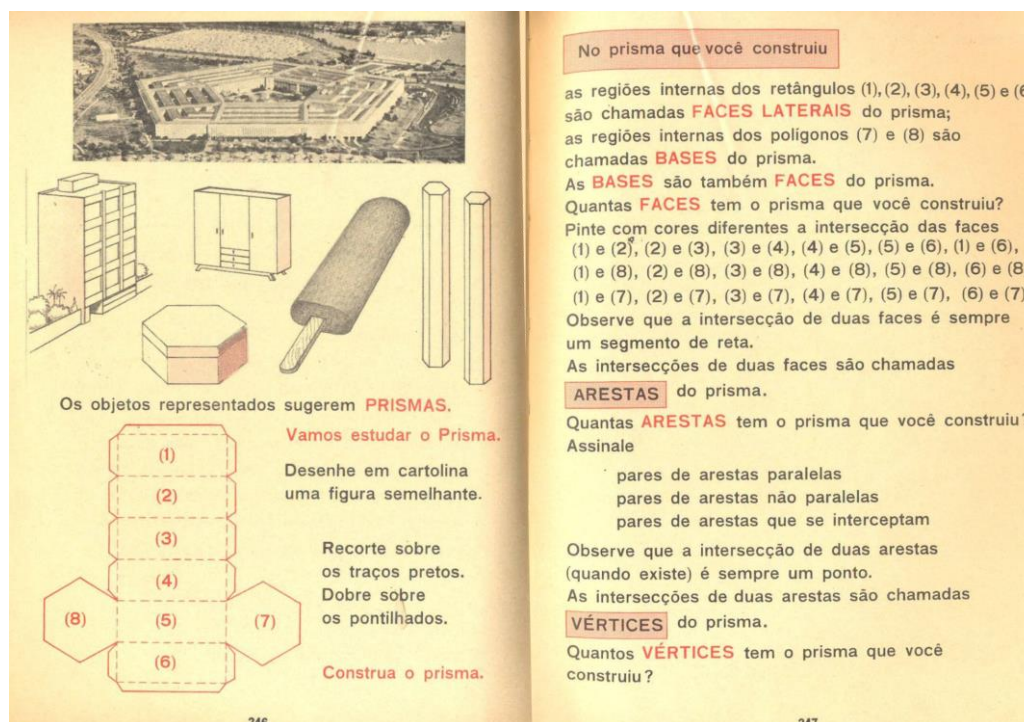 Os objetos representados sugerem PRISMAS.
Vamos estudar o Prisma.
Desenhe em cartolina
uma figura semelhante.
Recorte sobre
os traços pretos.
Dobre sobre
os pontilhados.
Construa o prisma.
(1)
(2)
(3)
(4)
(8) (5) (7)
(6)
246
No prisma que você construiu
as regiões internas dos retângulos (1), (2), (3), (4), (5) e (6
são chamadas FACES LATERAIS do prisma;
as regiões internas dos polígonos (7) e (8) são
chamadas BASES do prisma.
As BASES são também FACES do prisma.
Quantas FACES tem o prisma que você construiu?
Pinte com cores diferentes a intersecção das faces
(1) e (2), (2) e (3), (3) e (4), (4) e (5), (5) e (6), (1) e (6),
(1) e (8), (2) e (8), (3) e (8), (4) e (8), (5) e (8), (6) e (8
(1) e (7), (2) e (7), (3) e (7), (4) e (7), (5) e (7), (6) e (7)
Observe que a intersecção de duas faces é sempre
um segmento de reta.
As intersecções de duas faces são chamadas
ARESTAS do prisma.
Quantas ARESTAS tem o prisma que você construiu?
Assinale
pares de arestas paralelas
pares de arestas não paralelas
pares de arestas que se interceptam
Observe que a intersecção de duas arestas
(quando existe) é sempre um ponto.
As intersecções de duas arestas são chamadas
VÉRTICES do prisma.
Quantos VÉRTICES tem o prisma que você
construiu?
247